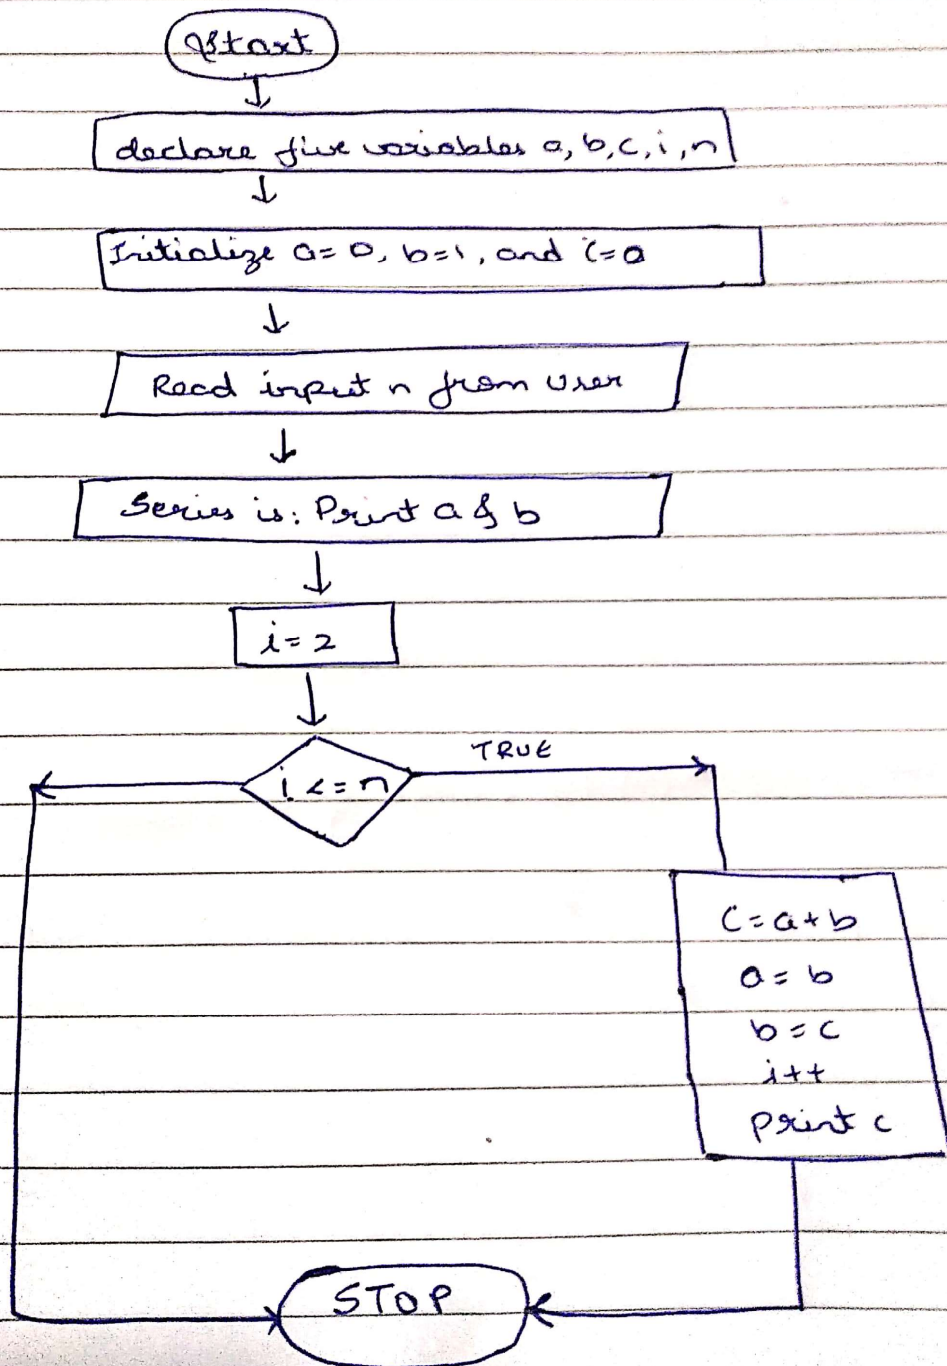 Start
declare five variables a, b, c, i, n
Initialize a=0, b=1, and c=0
Read input n from user
Series is: Print a & b
i=2
i<=n
TRUE
C=a+b
a=b
b=c
i++
print c
STOP